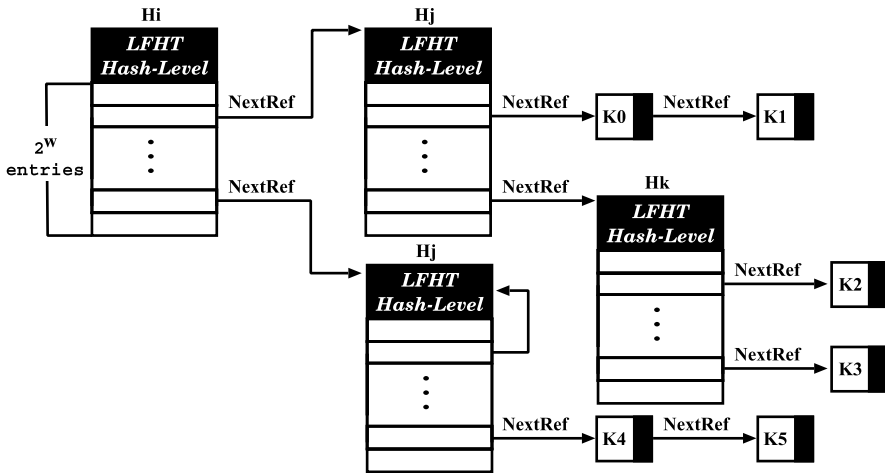 Hi
LFHT
Hash-Level
NextRef
2^W
entries
NextRef
Hj
LFHT
Hash-Level
NextRef
K0
NextRef
K1
NextRef
Hk
LFHT
Hash-Level
NextRef
K2
NextRef
K3
Hj
LFHT
Hash-Level
NextRef
K4
NextRef
K5